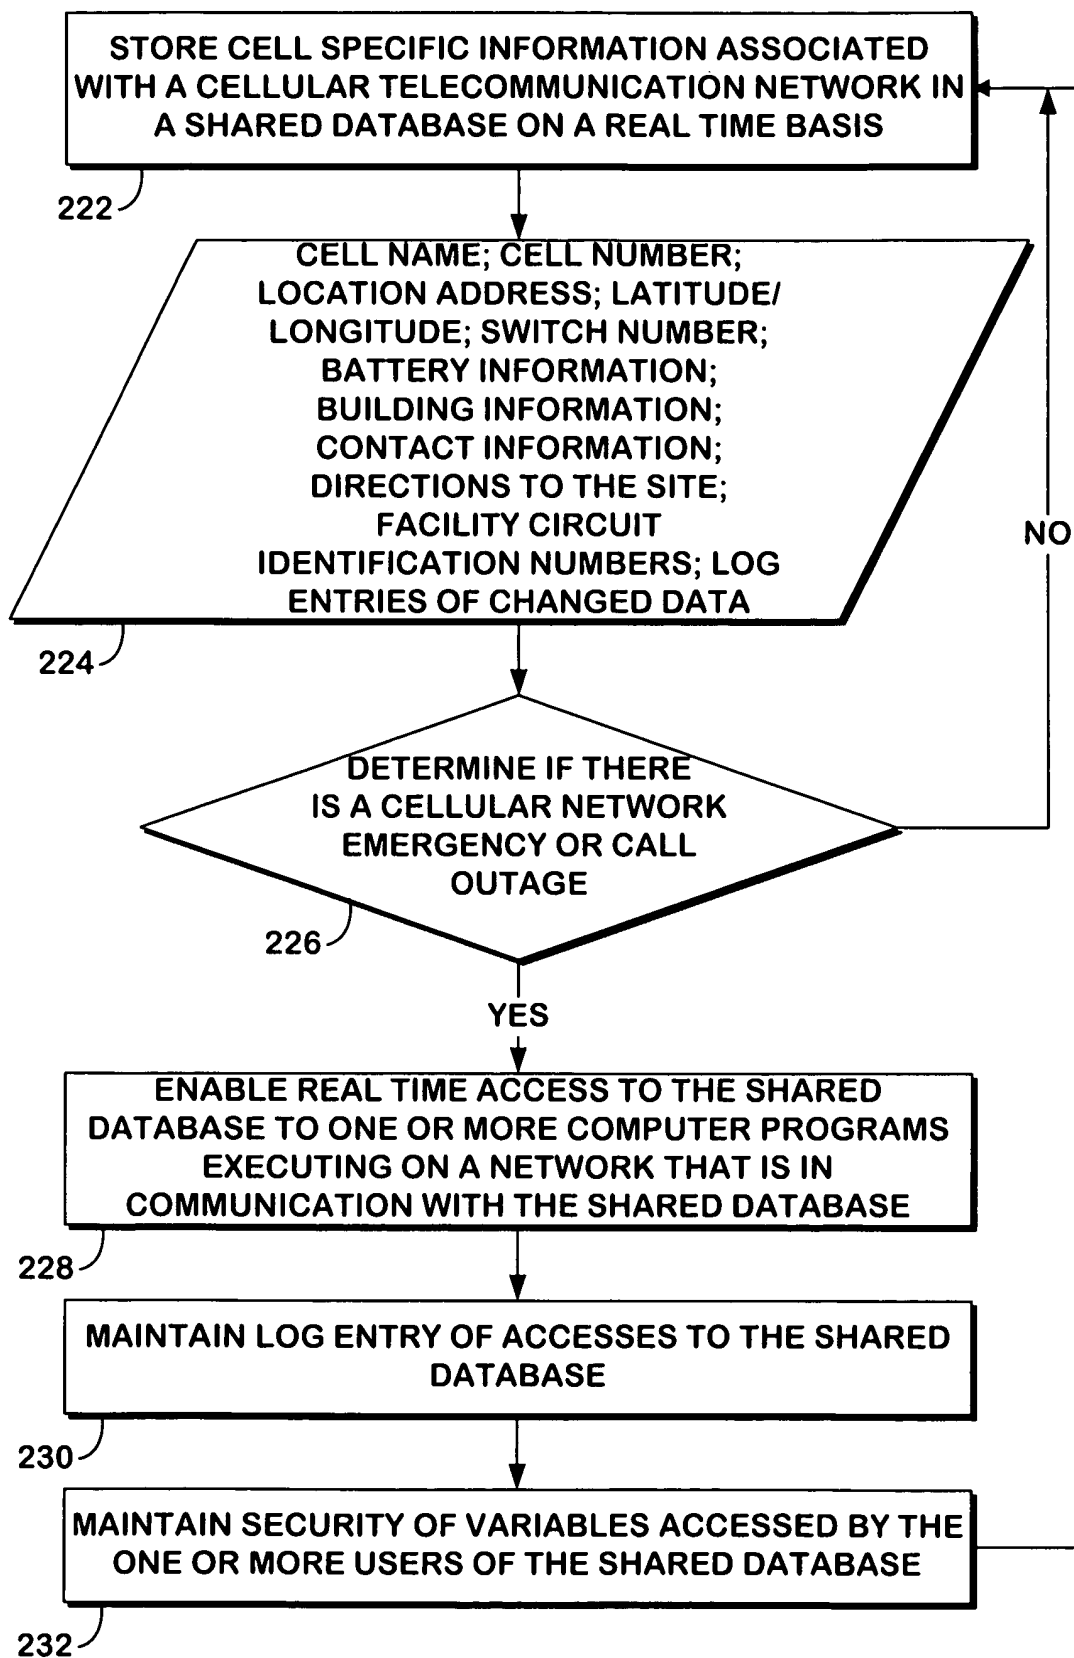 STORE CELL SPECIFIC INFORMATION ASSOCIATED
WITH A CELLULAR TELECOMMUNICATION NETWORK IN
A SHARED DATABASE ON A REAL TIME BASIS
222
CELL NAME; CELL NUMBER;
LOCATION ADDRESS; LATITUDE/
LONGITUDE; SWITCH NUMBER;
BATTERY INFORMATION;
BUILDING INFORMATION;
CONTACT INFORMATION;
DIRECTIONS TO THE SITE;
FACILITY CIRCUIT
IDENTIFICATION NUMBERS; LOG
ENTRIES OF CHANGED DATA
224
NO
DETERMINE IF THERE
IS A CELLULAR NETWORK
EMERGENCY OR CALL
OUTAGE
226
YES
ENABLE REAL TIME ACCESS TO THE SHARED
DATABASE TO ONE OR MORE COMPUTER PROGRAMS
EXECUTING ON A NETWORK THAT IS IN
COMMUNICATION WITH THE SHARED DATABASE
228
MAINTAIN LOG ENTRY OF ACCESSES TO THE SHARED
DATABASE
230
MAINTAIN SECURITY OF VARIABLES ACCESSED BY THE
ONE OR MORE USERS OF THE SHARED DATABASE
232